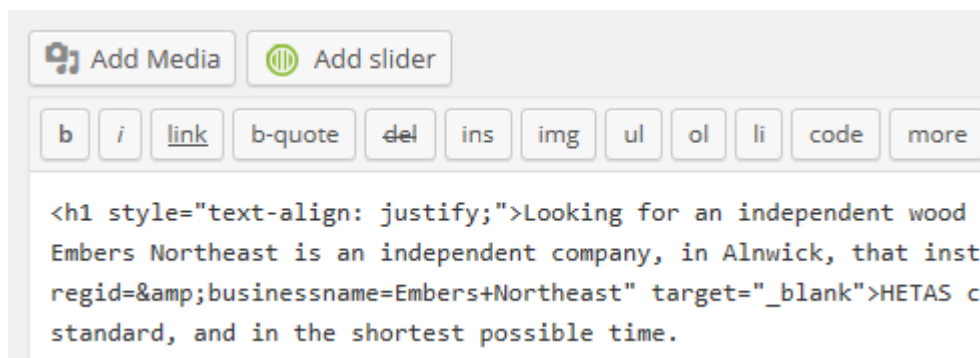 Add Media Add slider
b i link b-quote del ins img ul ol li code more
<h1 style="text-align: justify;">Looking for an independent wood
Embers Northeast is an independent company, in Alnwick, that inst
regid=&amp;businessname=Embers+Northeast" target="_blank">HETAS c
standard, and in the shortest possible time.